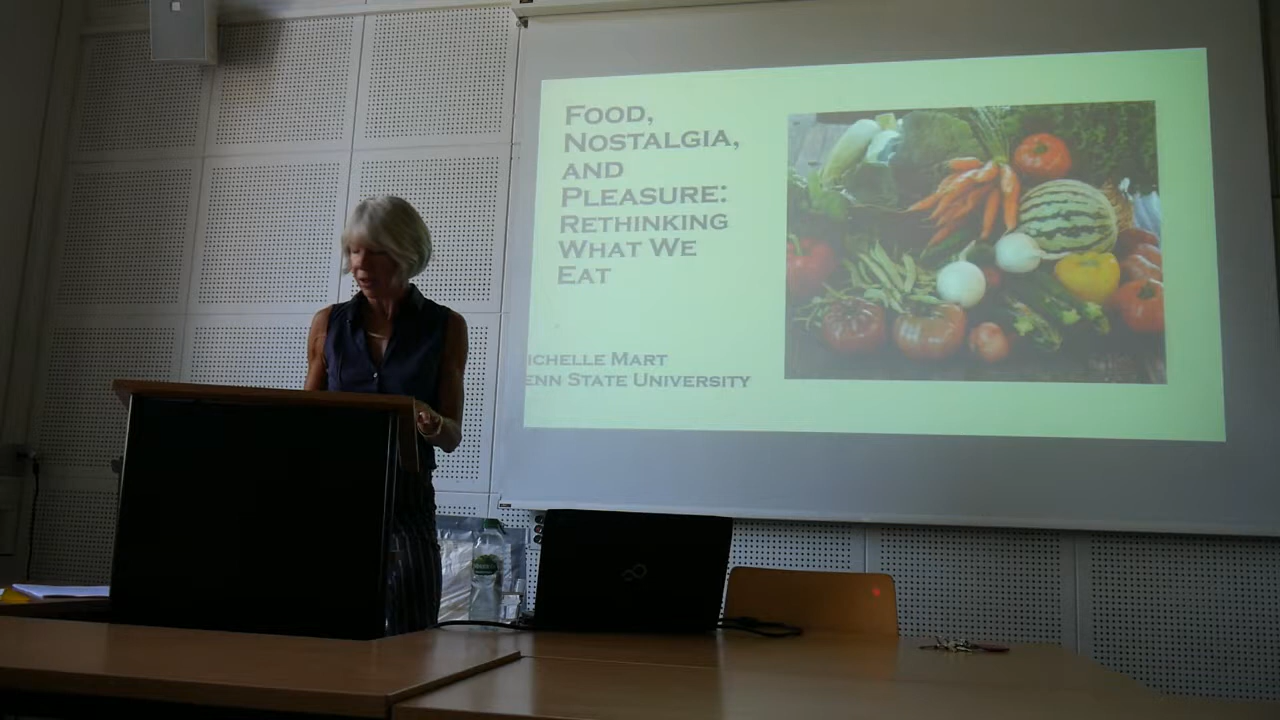 FOOD,
NOSTALGIA,
AND
PLEASURE:
RETHINKING
WHAT WE
EAT
ICHELLE MART
ENN STATE UNIVERSITY